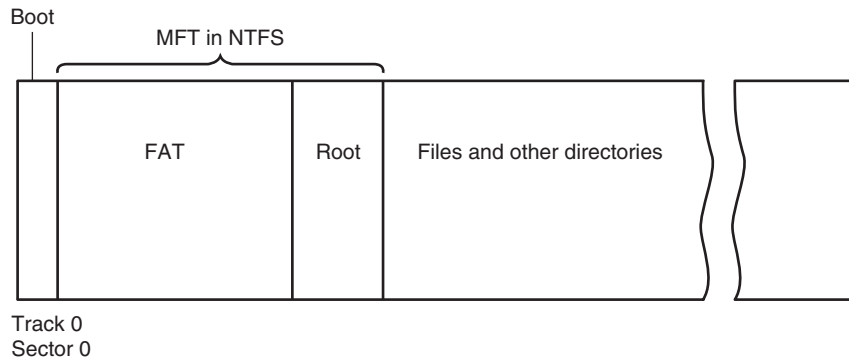 Boot
MFT in NTFS
FAT
Root
Files and other directories
Track 0
Sector 0